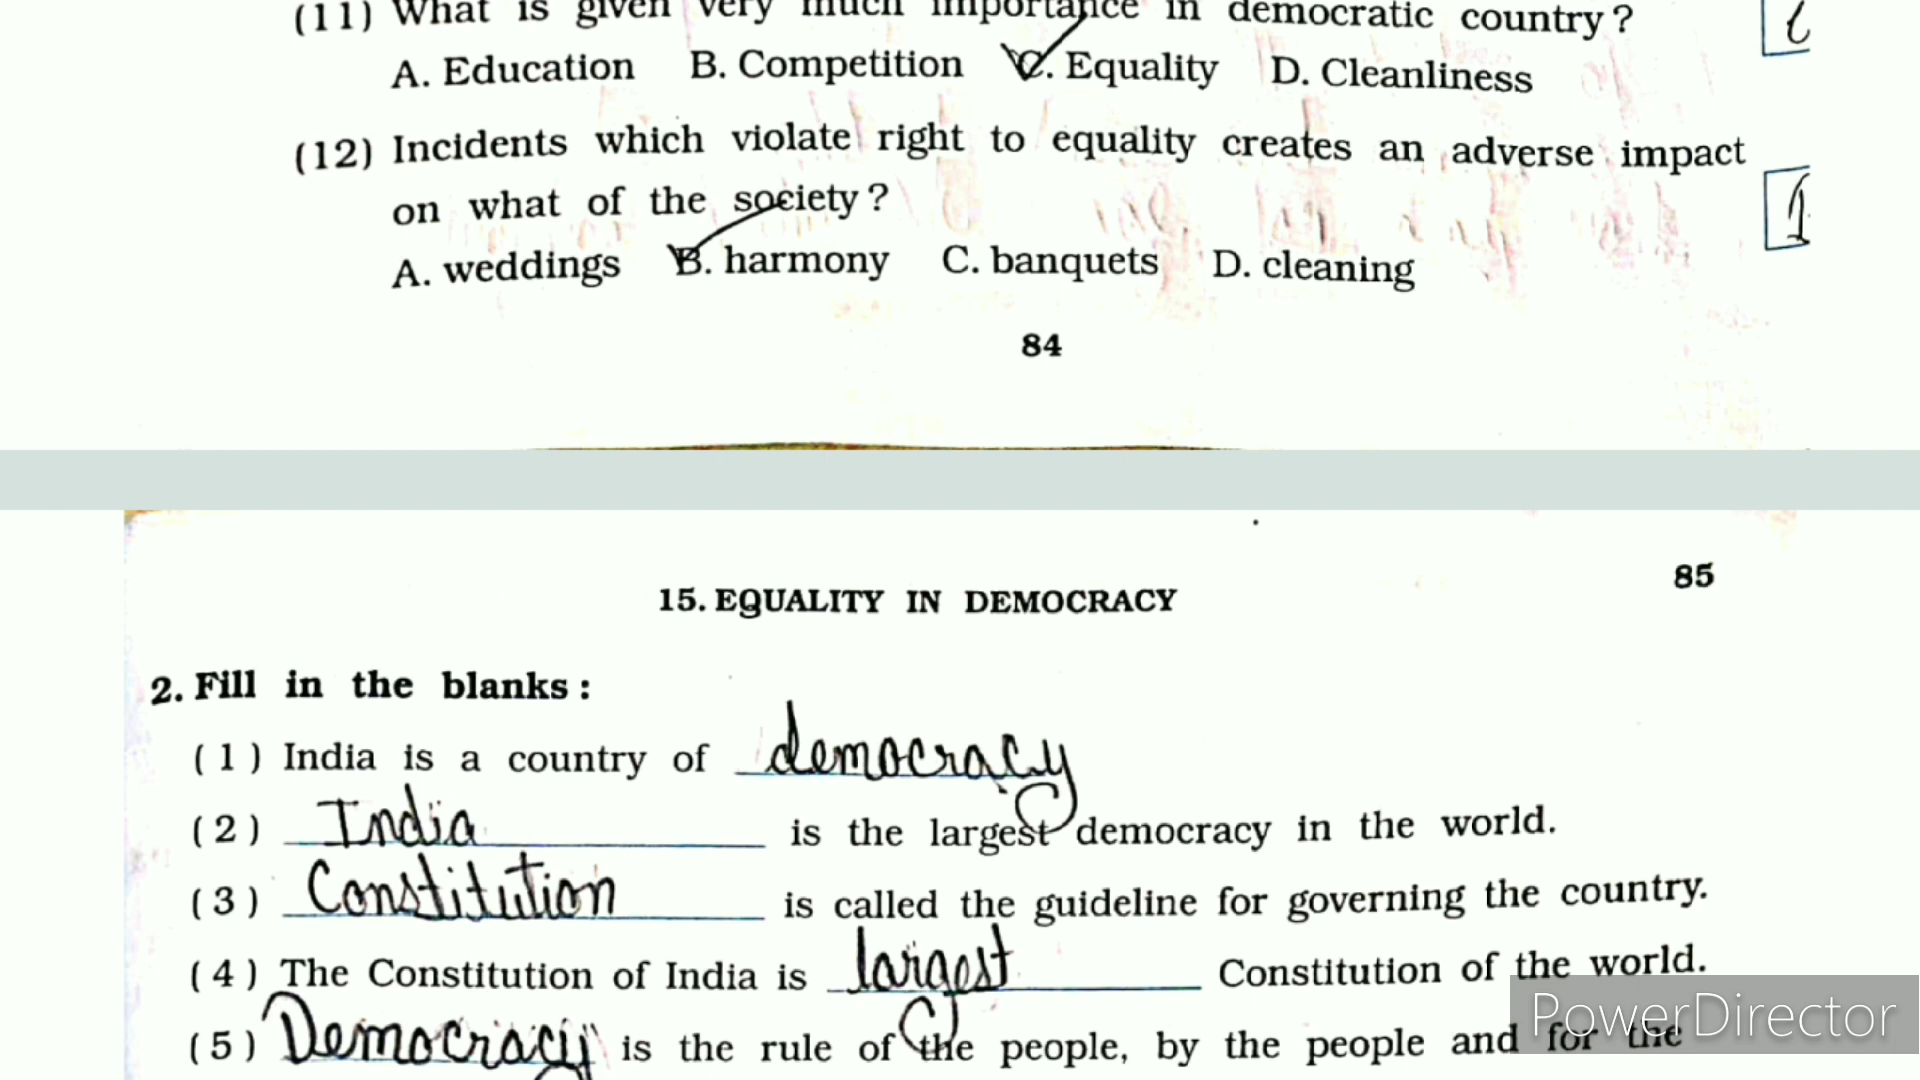 (11) What is given very much importance in democratic country?
A. Education B. Competition C. Equality D. Cleanliness
(12) Incidents which violate right to equality creates an adverse impact
on what of the society?
A. weddings B. harmony C. banquets D. cleaning
84
85
15. EQUALITY IN DEMOCRACY
2. Fill in the blanks:
(1) India is a country of democracy
(2) India is the largest democracy in the world.
(3) Constitution is called the guideline for governing the country.
(4) The Constitution of India is largest Constitution of the world.
(5) Democracy is the rule of the people, by the people and for the
PowerDirector